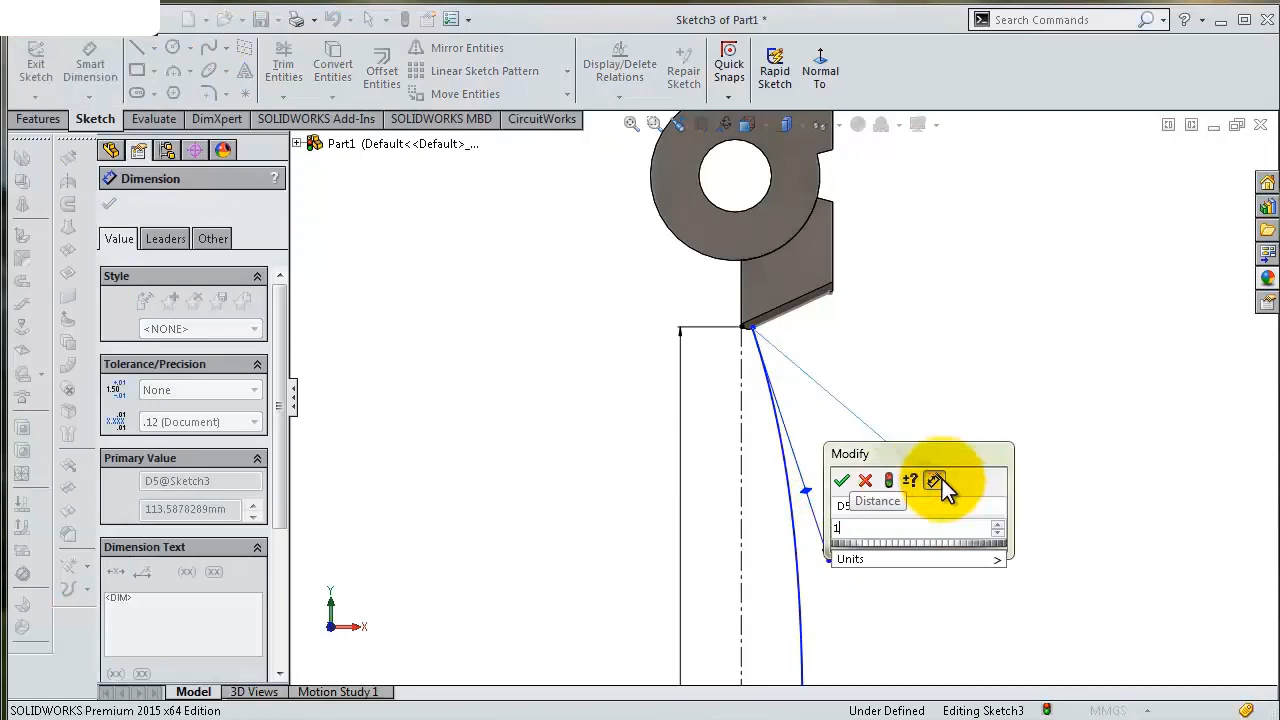 Sketch3 of Part1 *
Search Commands
?
Exit Sketch
Smart Dimension
Trim Entities
Convert Entities
Offset Entities
Mirror Entities
Linear Sketch Pattern
Move Entities
Display/Delete Relations
Repair Sketch
Quick Snaps
Rapid Sketch
Normal To
Features
Sketch
Evaluate
DimXpert
SOLIDWORKS Add-Ins
SOLIDWORKS MBD
CircuitWorks
Part1 (Default<<Default>_...
Dimension
?
Value
Leaders
Other
Style
<NONE>
Tolerance/Precision
None
.12 (Document)
Primary Value
D5@Sketch3
113.5878289mm
Dimension Text
<DIM>
Modify
Distance
D5
1
Units
>
Y
X
Model
3D Views
Motion Study 1
SOLIDWORKS Premium 2015 x64 Edition
Under Defined
Editing Sketch3
MMGS